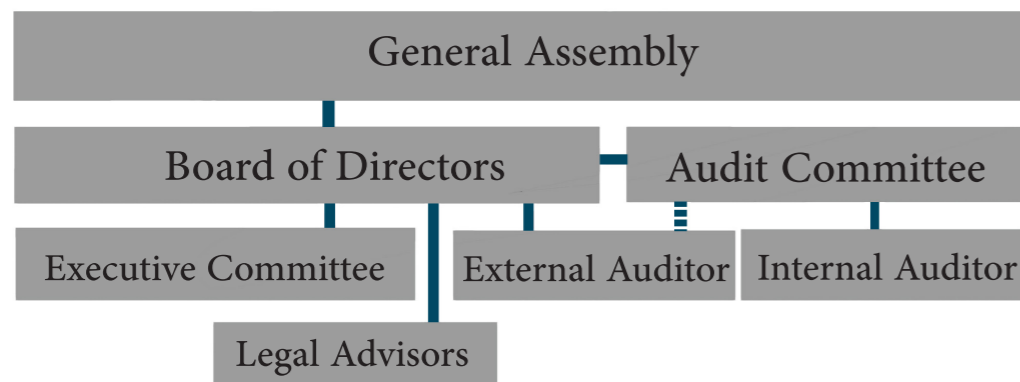 General Assembly
Board of Directors
Audit Committee
Executive Committee
External Auditor
Internal Auditor
Legal Advisors